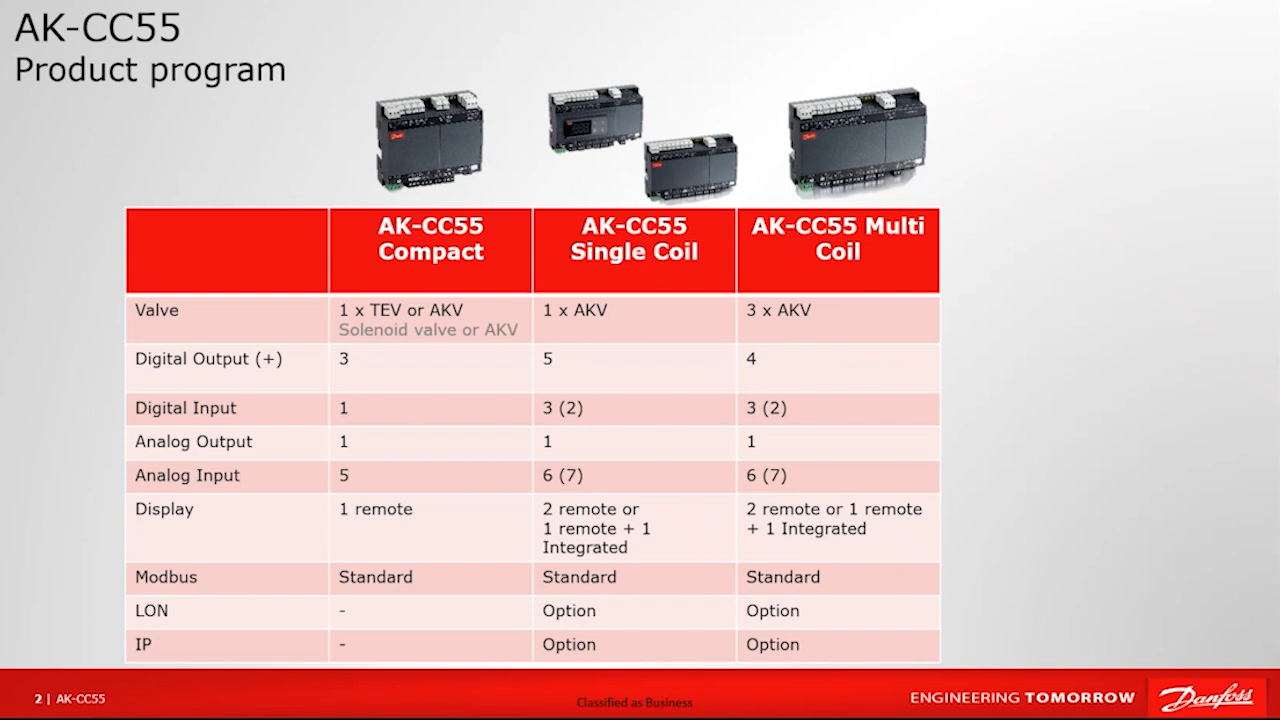 AK-CC55
Product program
AK-CC55
Compact
AK-CC55
Single Coil
AK-CC55 Multi
Coil
Valve
1 x TEV or AKV
Solenoid valve or AKV
1 x AKV
3 x AKV
Digital Output (+)
3
5
4
Digital Input
1
3 (2)
3 (2)
Analog Output
1
1
1
Analog Input
5
6 (7)
6 (7)
Display
1 remote
2 remote or
1 remote + 1
Integrated
2 remote or 1 remote
+ 1 Integrated
Modbus
Standard
Standard
Standard
LON
-
Option
Option
IP
-
Option
Option
2 | AK-CC55
Classified as Business
ENGINEERING TOMORROW
Danfoss